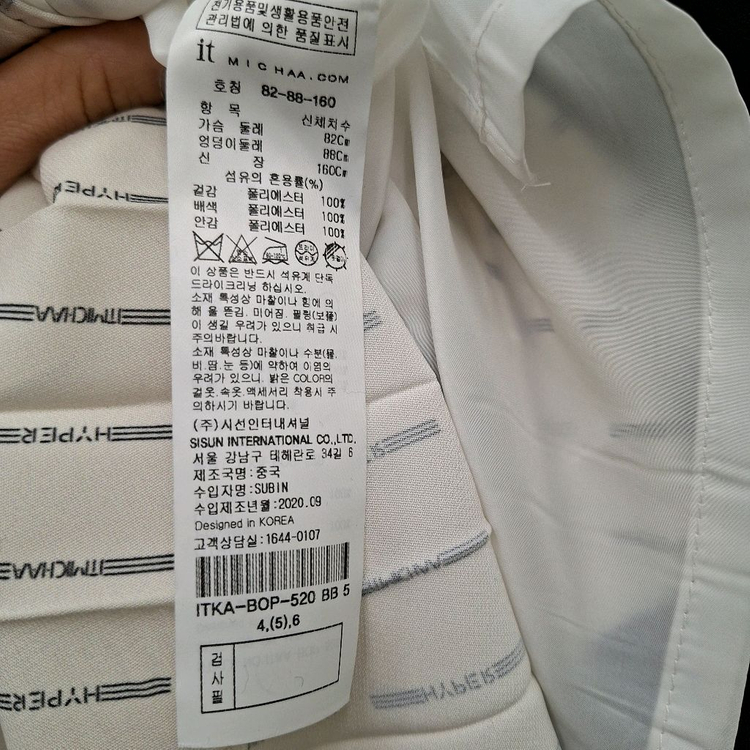 전기용품및생활용품안전
관리법에 의한 품질표시
it MICHAA.COM
호칭 82-88-160
항 목 신체치수
가슴 둘레 82Cm
엉덩이둘레 88Cm
신 장 160Cm
섬유의 혼용률(%)
겉감 폴리에스터 100%
배색 폴리에스터 100%
안감 폴리에스터 100%
이 상품은 반드시 석유계 단독
드라이크리닝 하십시오.
소재 특성상 마찰이나 힘에 의
해 올 뜯김, 미어짐, 필링(보풀)
이 생길 우려가 있으니 취급 시
주의바랍니다.
소재 특성상 마찰이나 수분(물,
비,땀,눈 등)에 약하여 이염의
우려가 있으니, 밝은 COLOR의
겉옷,속옷,액세서리 착용시 주
의하시기 바랍니다.
(주)시선인터내셔널
SISUN INTERNATIONAL CO.,LTD.
서울 강남구 테헤란로 34길 6
제조국명:중국
수입자명:SUBIN
수입제조년월:2020.09
Designed in KOREA
고객상담실:1644-0107
ITKA-BOP-520 BB 5
4,(5),6
검
사
필
HYPER
ITMICHAA
HYPER
ITMICHAA
HYPER
HYPER